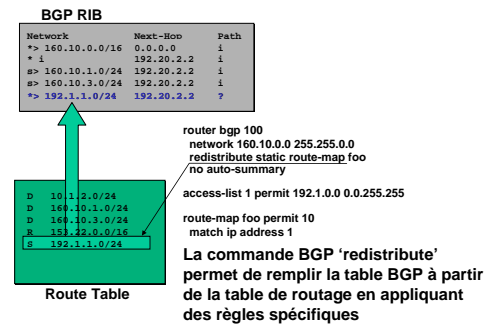 BGP RIB
Network Next-Hop Path
*> 160.10.0.0/16 0.0.0.0 i
* i 192.20.2.2 i
s> 160.10.1.0/24 192.20.2.2 i
s> 160.10.3.0/24 192.20.2.2 i
*> 192.1.1.0/24 192.20.2.2 ?
router bgp 100
network 160.10.0.0 255.255.0.0
redistribute static route-map foo
no auto-summary
access-list 1 permit 192.1.0.0 0.0.255.255
route-map foo permit 10
match ip address 1
D 10.1.2.0/24
D 160.10.1.0/24
D 160.10.3.0/24
R 153.22.0.0/16
S 192.1.1.0/24
Route Table
La commande BGP ‘redistribute’
permet de remplir la table BGP à partir
de la table de routage en appliquant
des règles spécifiques